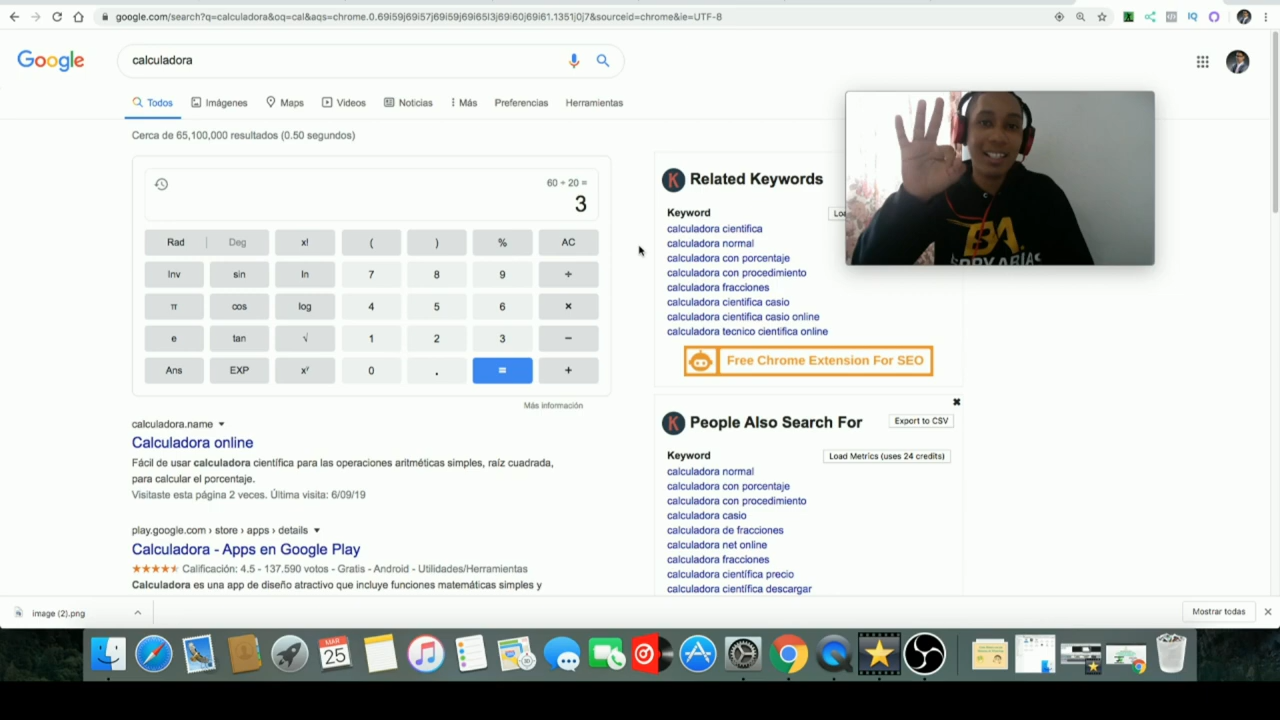 google.com/search?q=calculadora&oq=cal&aqs=chrome.0.69i59j69i57j69i59j69i65l3j69i60j69i61.1351j0j7&sourceid=chrome&ie=UTF-8
IQ
Google
calculadora
Todos Imágenes Maps Videos Noticias Más Preferencias Herramientas
Cerca de 65,100,000 resultados (0.50 segundos)
60 ÷ 20 =
3
Rad Deg x! ( ) % AC
Inv sin ln 7 8 9 ÷
π cos log 4 5 6 ×
e tan √ 1 2 3 −
Ans EXP xʸ 0 . = +
Más información
calculadora.name
Calculadora online
Fácil de usar calculadora científica para las operaciones aritméticas simples, raíz cuadrada,
para calcular el porcentaje.
Visitaste esta página 2 veces. Última visita: 6/09/19
play.google.com › store › apps › details
Calculadora - Apps en Google Play
Calificación: 4.5 - 137.590 votos - Gratis - Android - Utilidades/Herramientas
Calculadora es una app de diseño atractivo que incluye funciones matemáticas simples y
K Related Keywords
Keyword
Loa
calculadora cientifica
calculadora normal
calculadora con porcentaje
calculadora con procedimiento
calculadora fracciones
calculadora cientifica casio
calculadora cientifica casio online
calculadora tecnico cientifica online
Free Chrome Extension For SEO
K People Also Search For
Export to CSV
Keyword
Load Metrics (uses 24 credits)
calculadora normal
calculadora con porcentaje
calculadora con procedimiento
calculadora casio
calculadora de fracciones
calculadora net online
calculadora fracciones
calculadora científica precio
calculadora científica descargar
BA
image (2).png
Mostrar todas
MAR
25